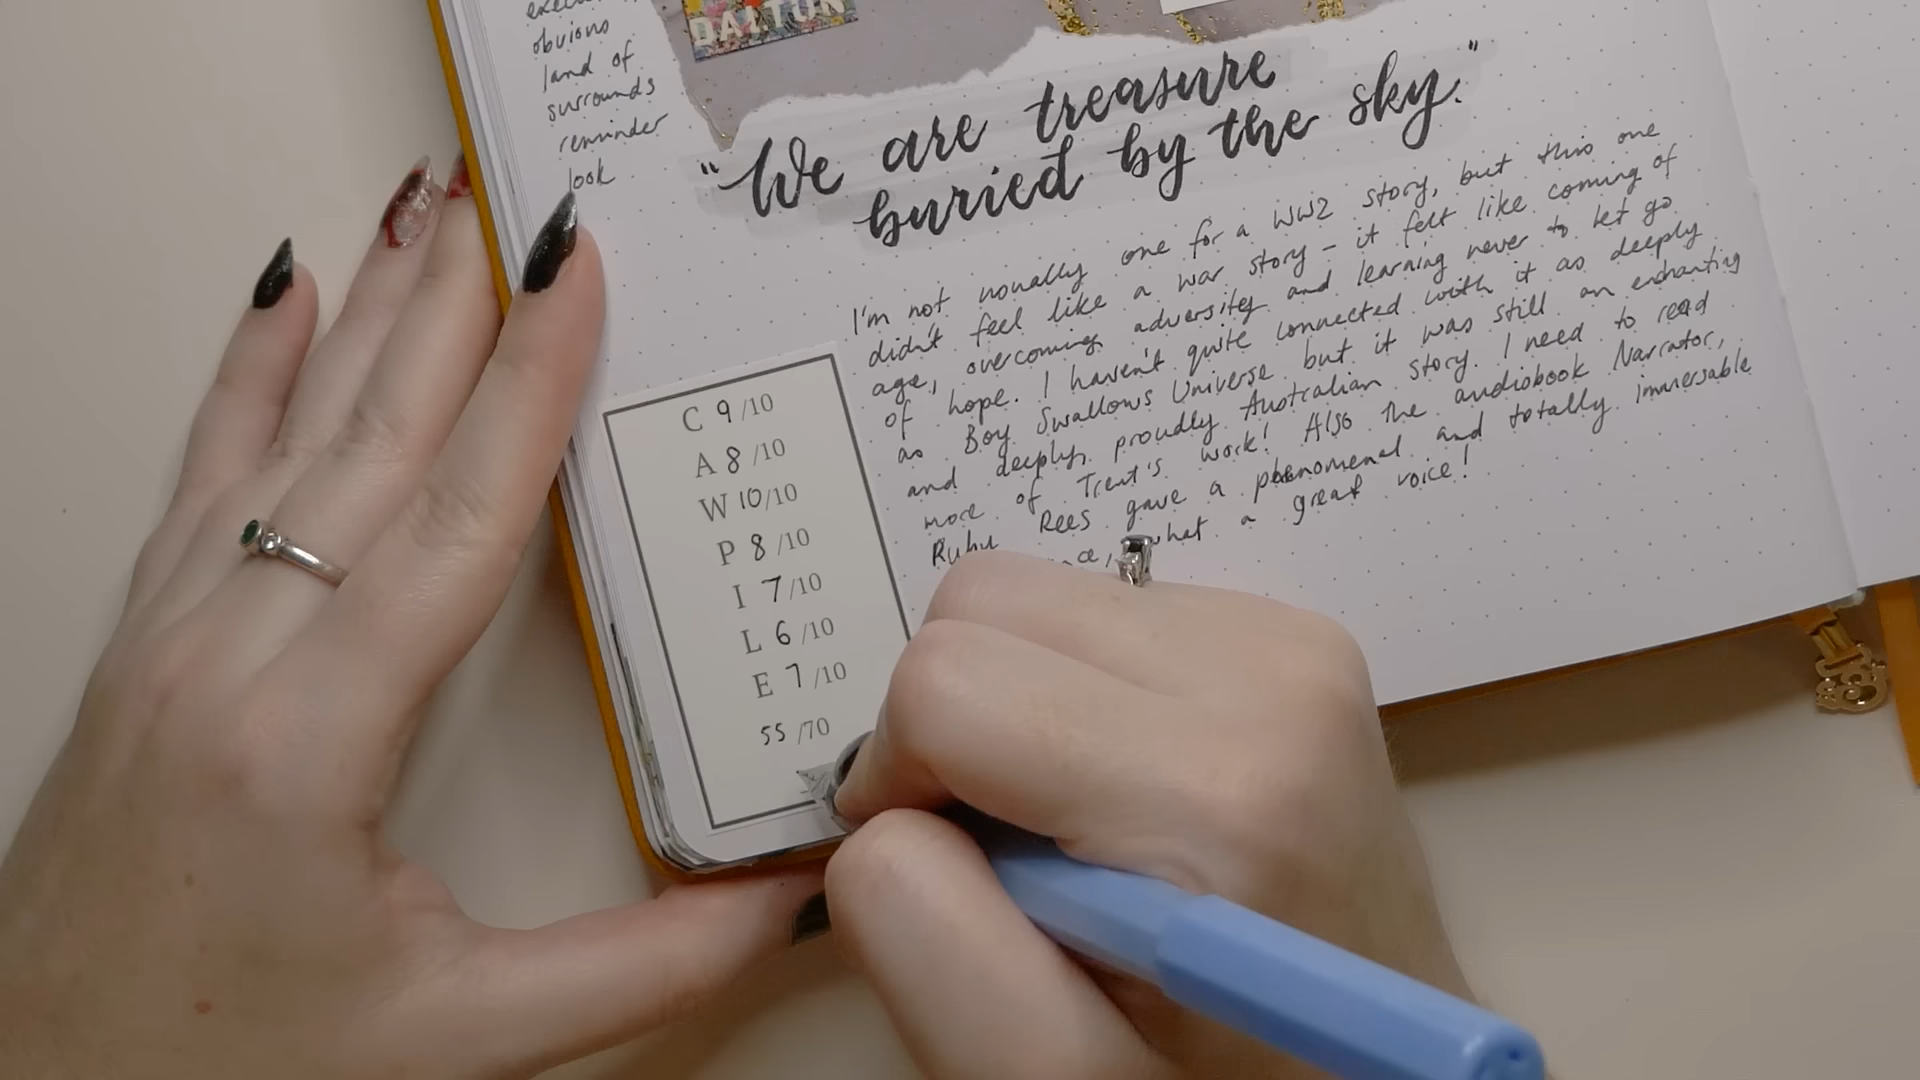 DALTON
obvious
land of
surrounds
reminder
look
"We are treasure
buried by the sky."
I'm not usually one for a WW2 story, but this one
didn't feel like a war story - it felt like coming of
age, overcoming adversity and learning never to let go
of hope. I haven't quite connected with it as deeply
as Boy Swallows Universe but it was still an enchanting
and deeply, proudly Australian story. I need to read
more of Trent's work! Also the audiobook Narrator,
Ruby Rees gave a phenomenal and totally immersable
what a great voice!
C 9/10
A 8/10
W 10/10
P 8/10
I 7/10
L 6/10
E 7/10
55/70